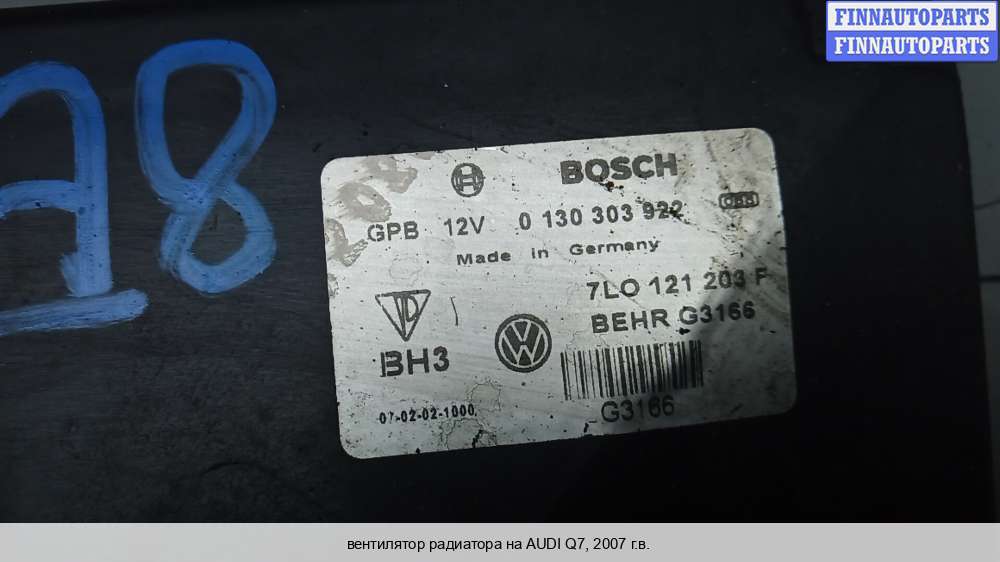 FINNAUTOPARTS
FINNAUTOPARTS
A8
BOSCH
GPB 12V 0 130 303 922
Made in Germany
7LO 121 203 F
BEHR G3166
BH3
07-02-02-1000
G3166
вентилятор радиатора на AUDI Q7, 2007 г.в.